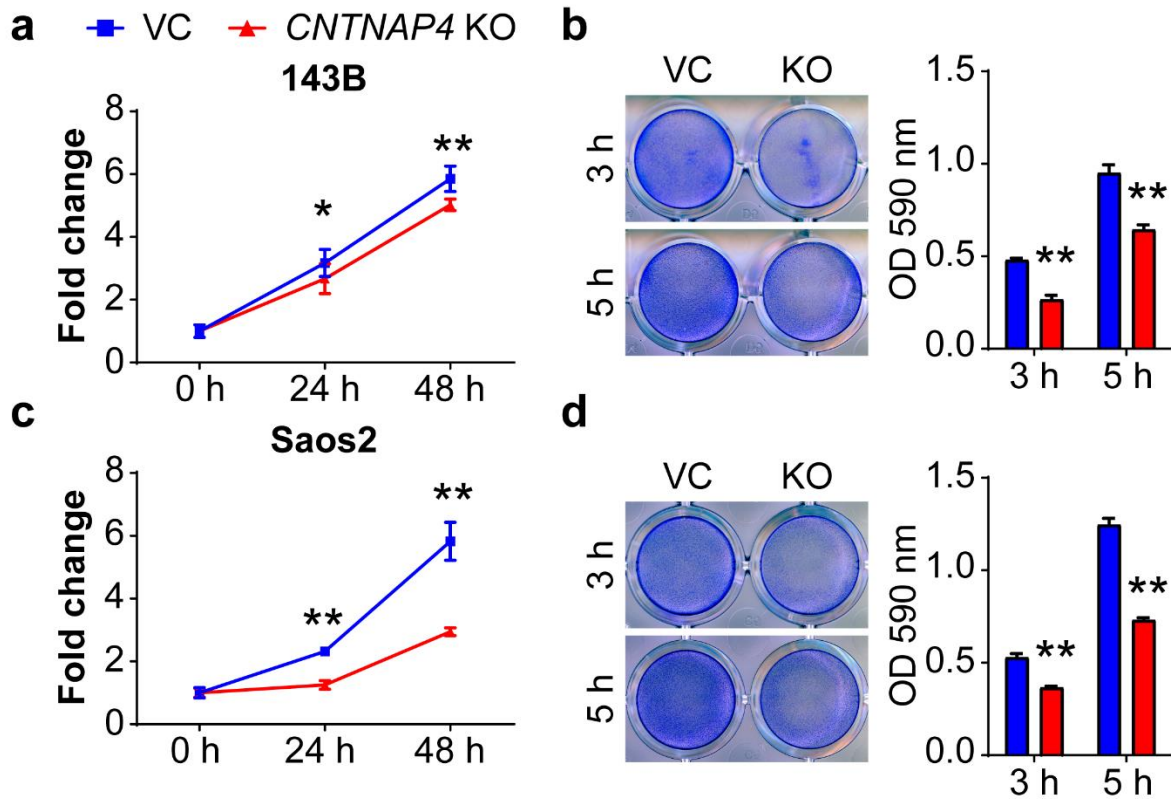 a VC CNTNAP4 KO
143B
Fold change
8
6
4
2
0
* **
0 h 24 h 48 h
b
VC KO
3 h
5 h
OD 590 nm
1.5
1.0
0.5
0.0
** **
3 h 5 h
c
Saos2
Fold change
8
6
4
2
0
** **
0 h 24 h 48 h
d
VC KO
3 h
5 h
OD 590 nm
1.5
1.0
0.5
0.0
** **
3 h 5 h